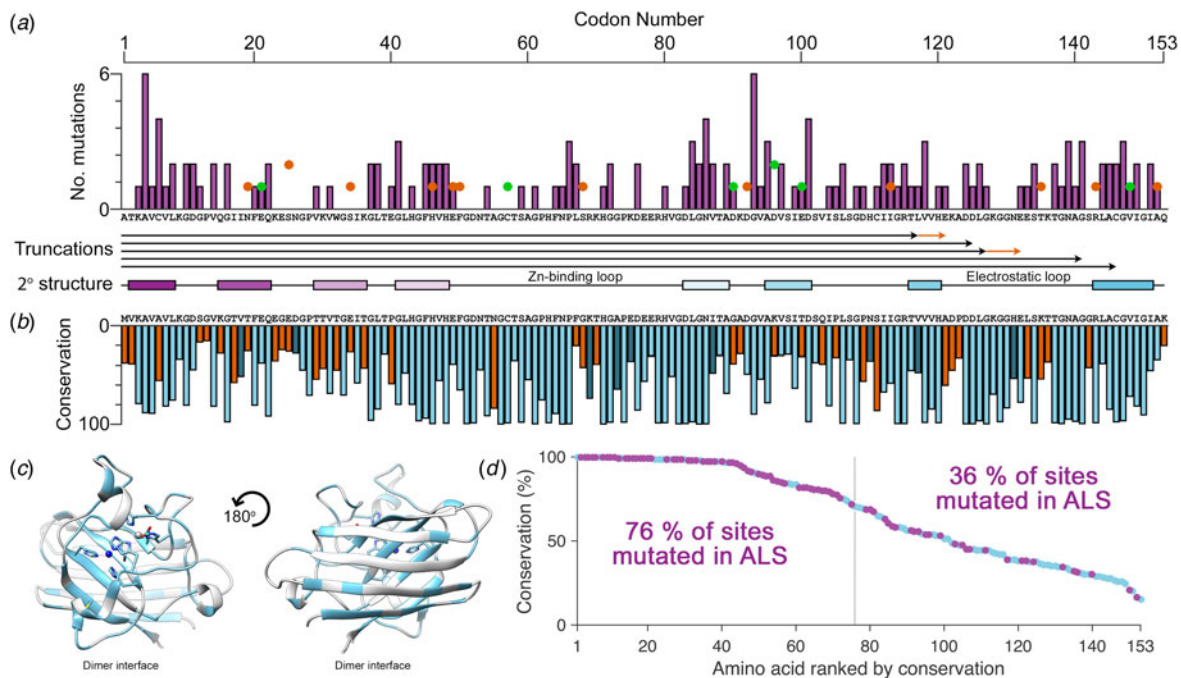 (a)
Codon Number
1 20 40 60 80 100 120 140 153
6
No. mutations
0
ATKAVCVLKGDGPVQGIINFEQKESNGPVKVWGSIKGLTEGLHGFHVHEFGDNTAGCTSAGPHFNPLSRKHGGPKDEERHVGDLGNVTADKDGVADVSIEDSVISLSGDHCIIGRTLVVHEKADDLGKGGNEESTKTGNAGSRLACGVIGIAQ
Truncations
2° structure
Zn-binding loop
Electrostatic loop
(b)
MVKAVAVLKGDSGVKGTVTFEQEGEDGPTTVTGEITGLTPGLHGFHVHEFGDNTNGCTSAGPHFNPFGKTHGAPEDEERHVGDLGNITAGADGVAKVSITDSQIPLSGPNSIIGRTVVVHADPDDLGKGGHELSKTTGNAGGRLACGVIGIAK
0
Conservation
100
(c)
180°
Dimer interface
Dimer interface
(d)
Conservation (%)
100
50
0
76 % of sites
mutated in ALS
36 % of sites
mutated in ALS
1 20 40 60 80 100 120 140 153
Amino acid ranked by conservation